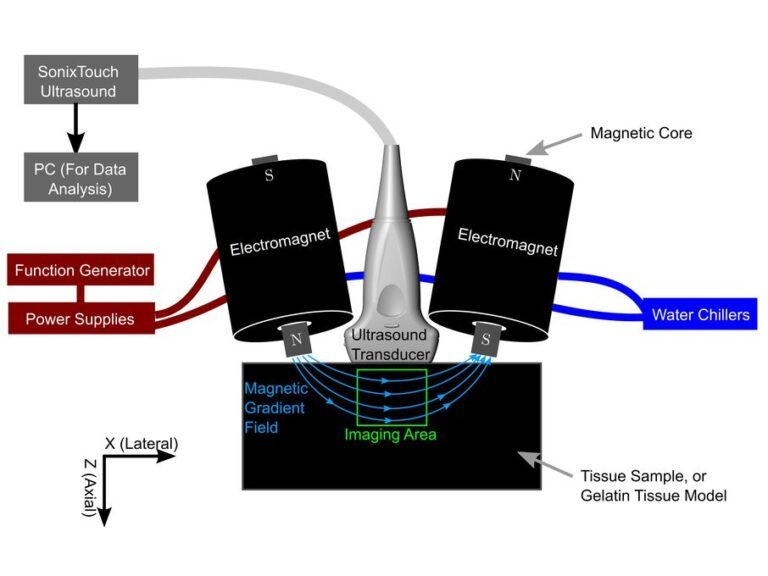 SonixTouch
Ultrasound
PC (For Data
Analysis)
Magnetic Core
S
N
Electromagnet
Electromagnet
Function Generator
Power Supplies
Water Chillers
N
Ultrasound
Transducer
S
Magnetic
Gradient
Field
Imaging Area
X (Lateral)
Z (Axial)
Tissue Sample, or
Gelatin Tissue Model